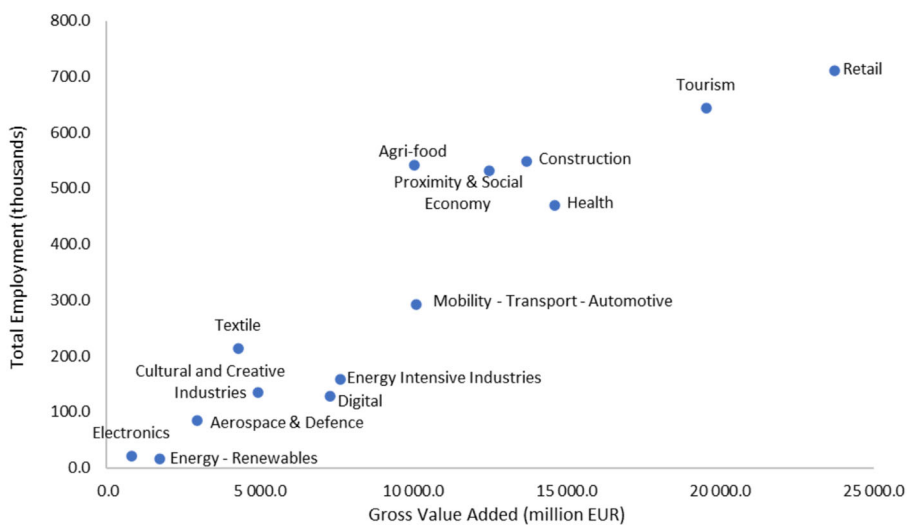 800.0
700.0
600.0
500.0
400.0
300.0
200.0
100.0
0.0
Total Employment (thousands)
Retail
Tourism
Agri-food
Construction
Proximity & Social
Economy
Health
Mobility - Transport - Automotive
Textile
Cultural and Creative
Industries
Energy Intensive Industries
Digital
Aerospace & Defence
Electronics
Energy - Renewables
0.0
5 000.0
10 000.0
15 000.0
20 000.0
25 000.0
Gross Value Added (million EUR)